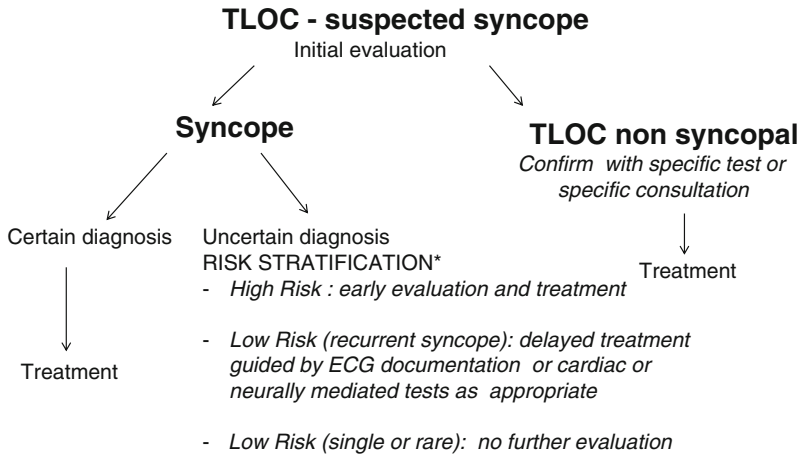 TLOC - suspected syncope
Initial evaluation
Syncope
TLOC non syncopal
Confirm with specific test or
specific consultation
Certain diagnosis
Uncertain diagnosis
RISK STRATIFICATION*
Treatment
- High Risk : early evaluation and treatment
- Low Risk (recurrent syncope): delayed treatment
guided by ECG documentation or cardiac or
neurally mediated tests as appropriate
Treatment
- Low Risk (single or rare): no further evaluation